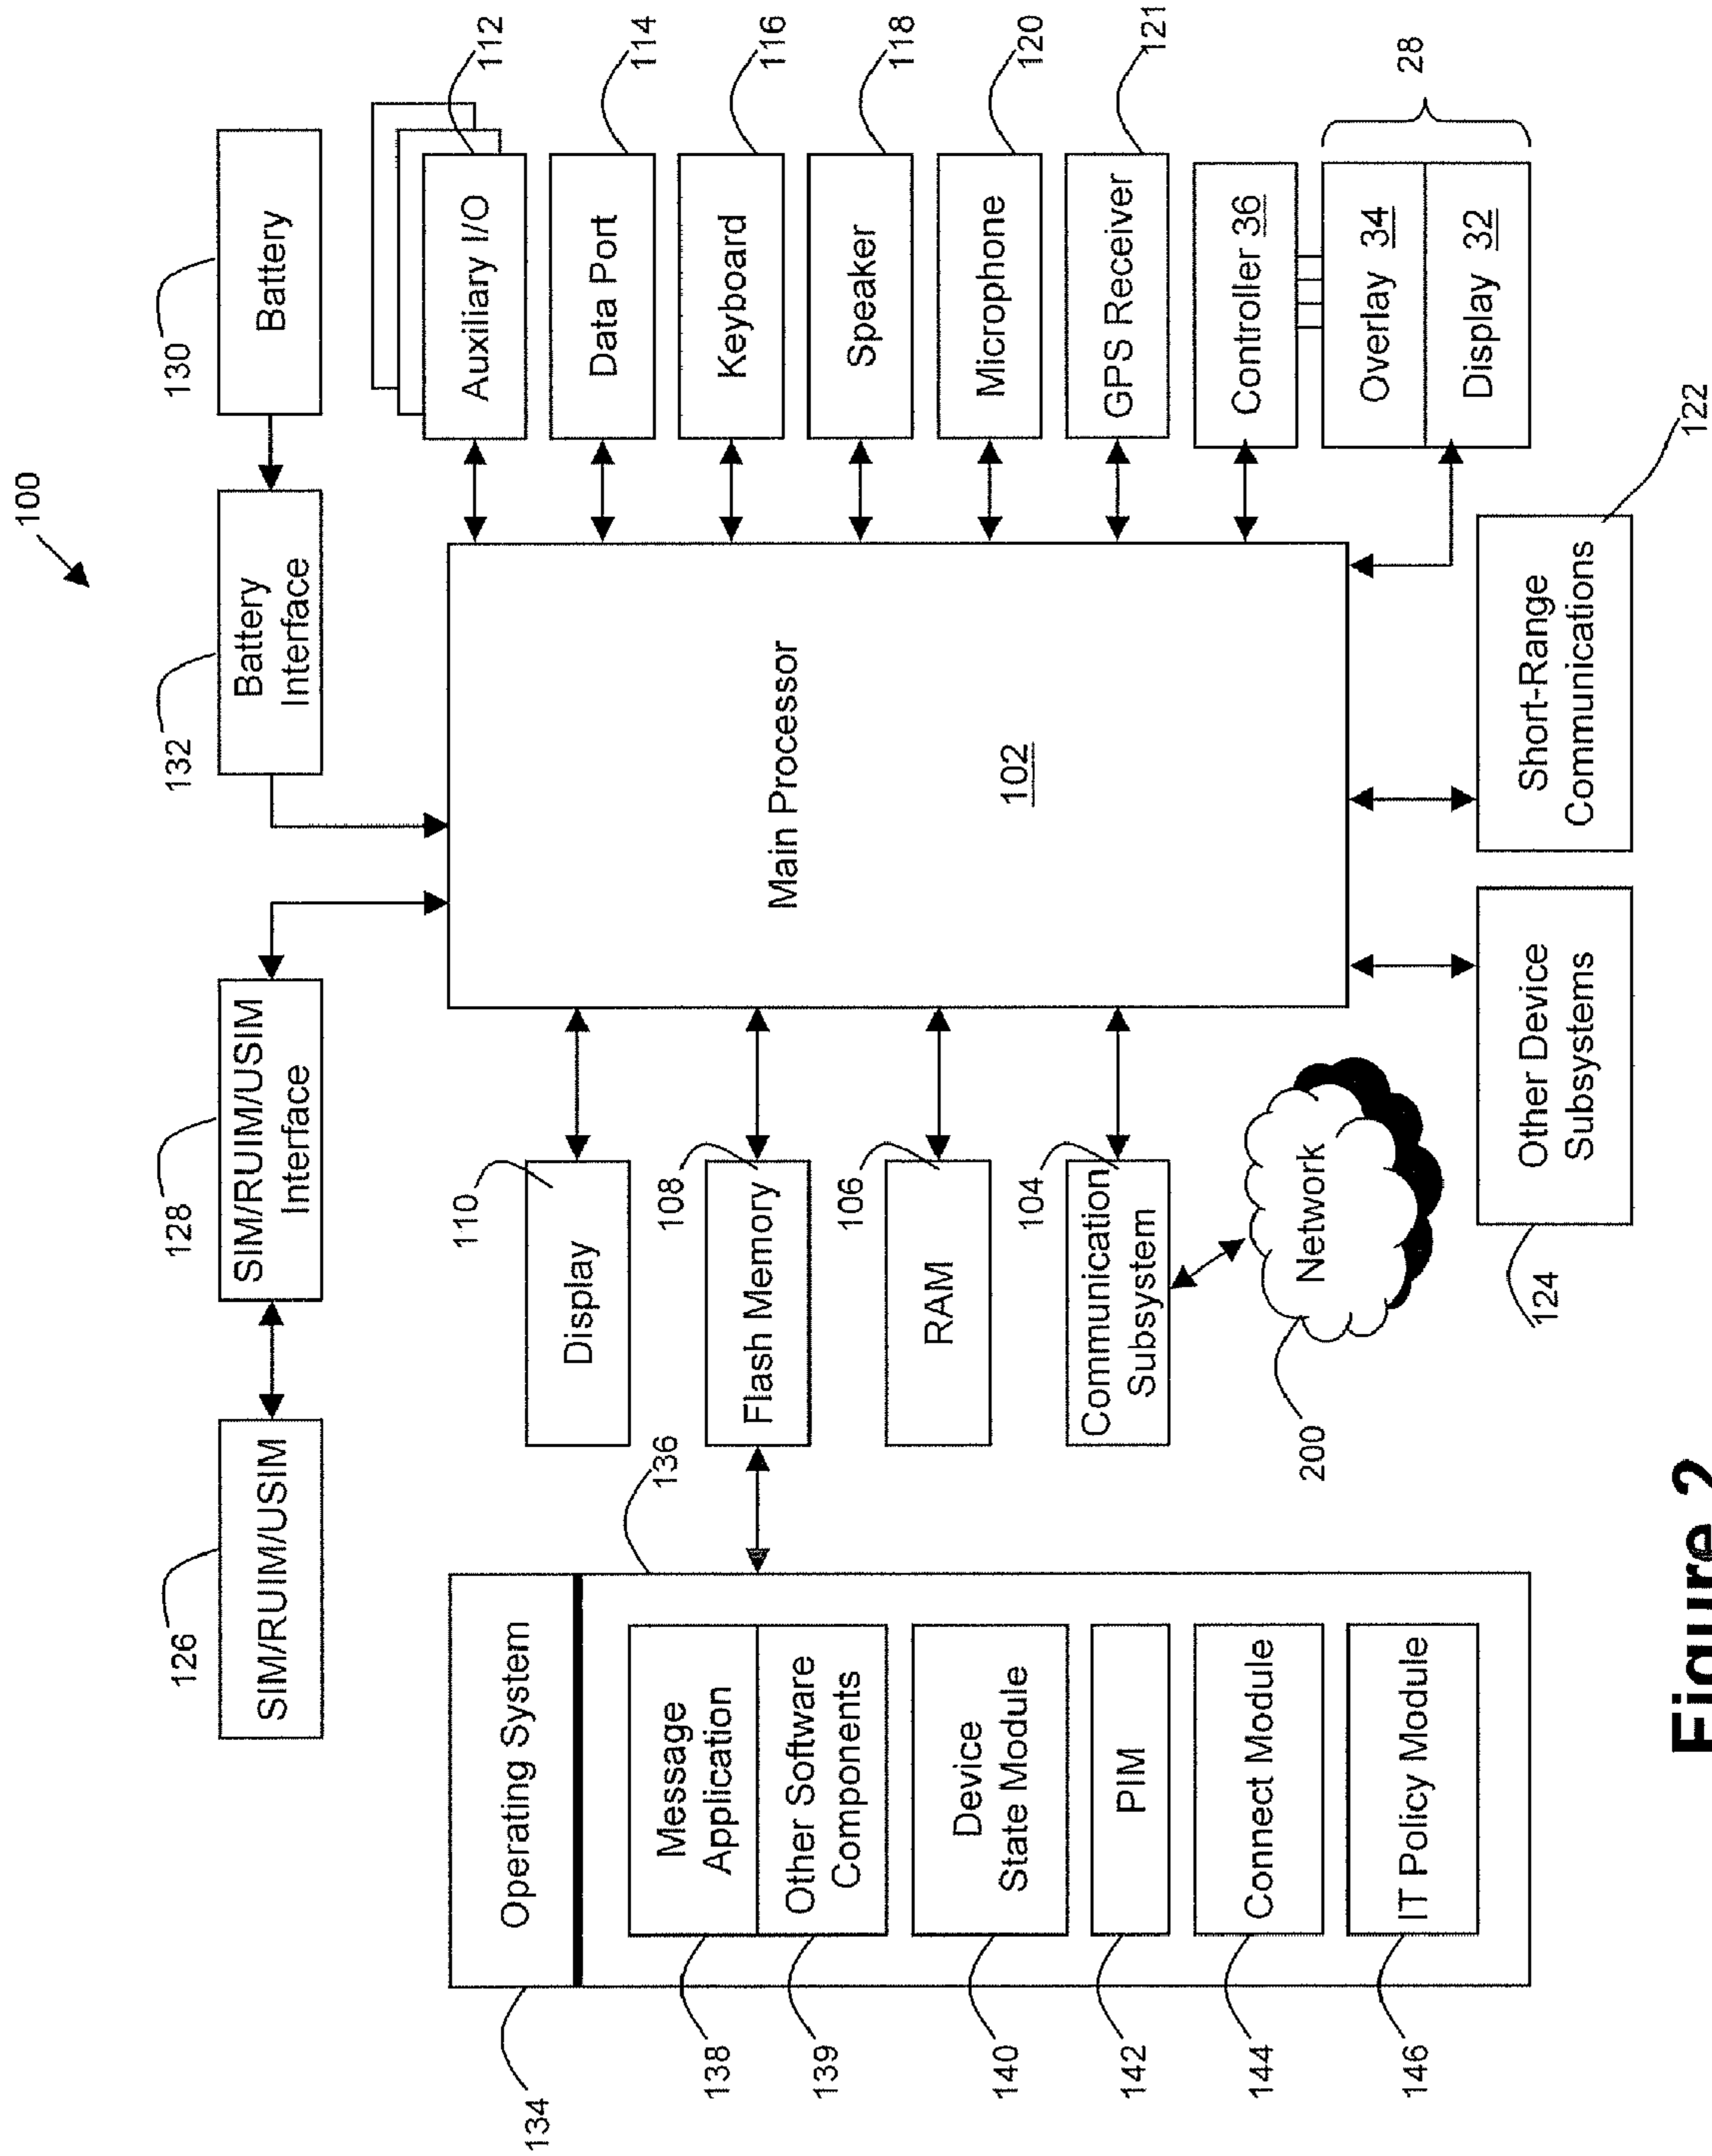 100
126
SIM/RUIM/USIM
128
SIM/RUIM/USIM
Interface
132
Battery
Interface
130
Battery
134
Operating System
136
138
Message
Application
139
Other Software
Components
140
Device
State Module
142
PIM
144
Connect Module
146
IT Policy Module
110
Display
108
Flash Memory
106
RAM
104
Communication
Subsystem
200
Network
Main Processor
102
Auxiliary I/O
112
Data Port
114
Keyboard
116
Speaker
118
Microphone
120
GPS Receiver
121
Controller 36
Overlay 34
Display 32
28
124
Other Device
Subsystems
Short-Range
Communications
122
Figure 2